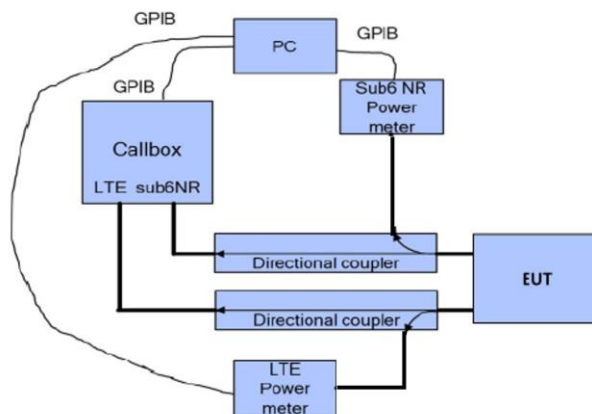 GPIB
PC
GPIB
GPIB
Sub6 NR
Power
meter
Callbox
LTE sub6NR
Directional coupler
EUT
Directional coupler
LTE
Power
meter